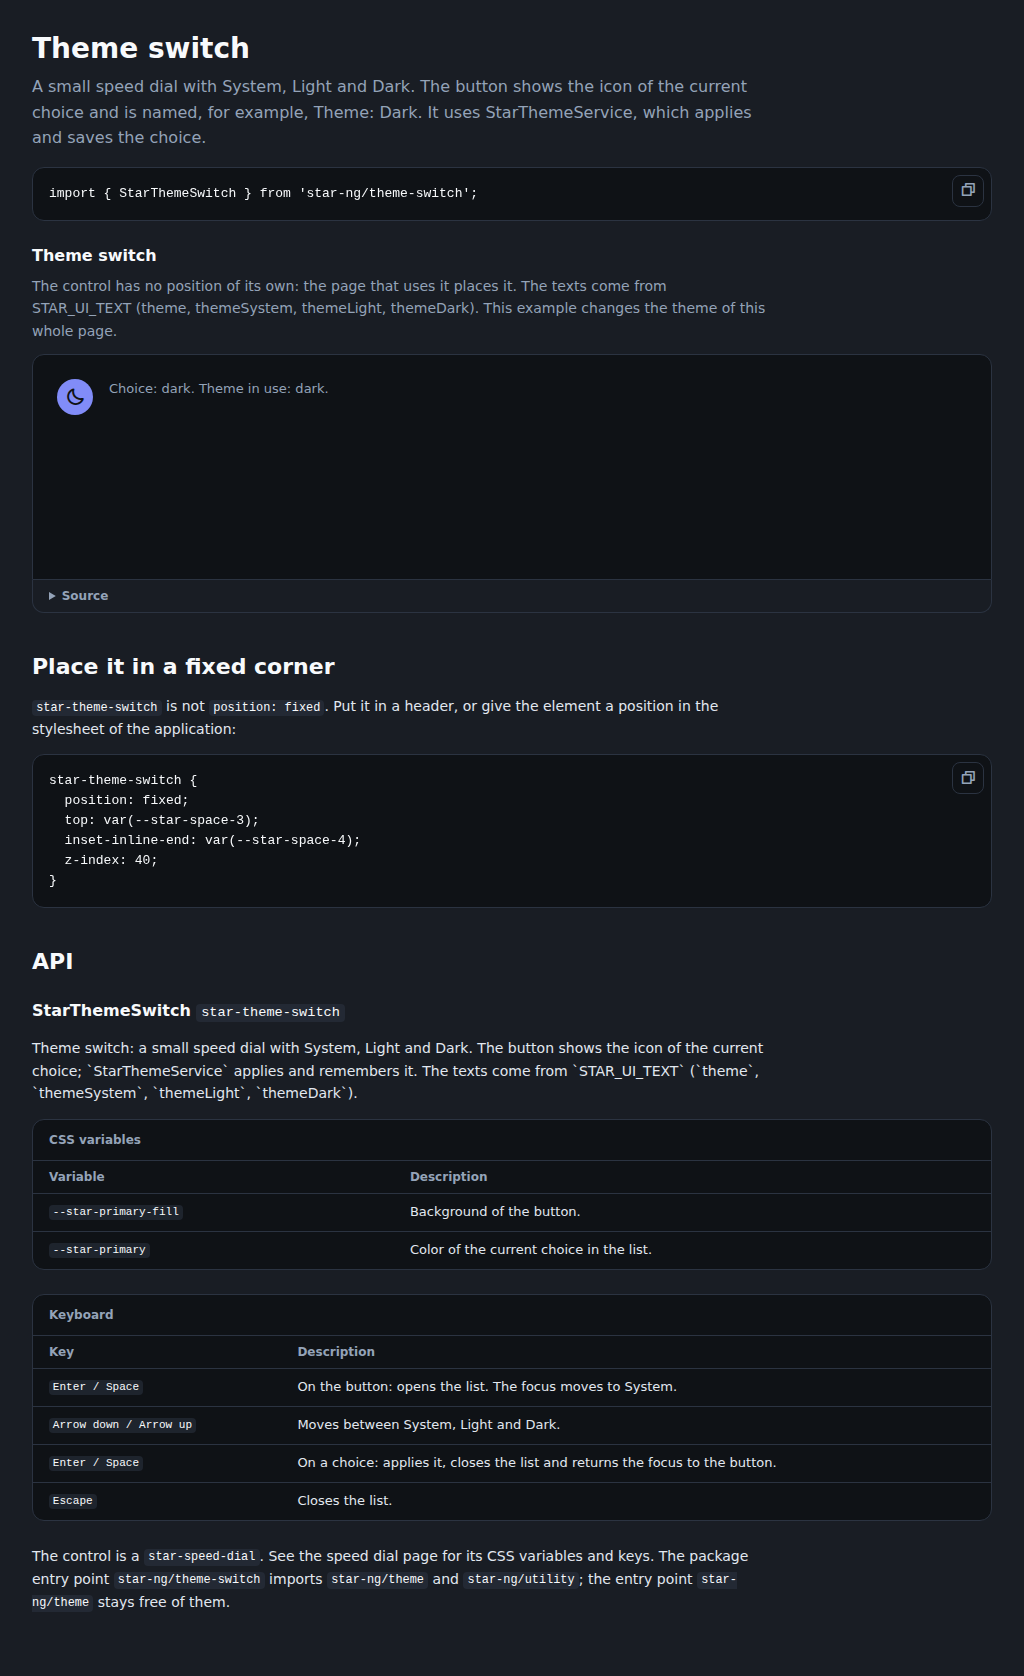 Theme switch
A small speed dial with System, Light and Dark. The button shows the icon of the current
choice and is named, for example, Theme: Dark. It uses StarThemeService, which applies
and saves the choice.
import { StarThemeSwitch } from 'star-ng/theme-switch';
Theme switch
The control has no position of its own: the page that uses it places it. The texts come from
STAR_UI_TEXT (theme, themeSystem, themeLight, themeDark). This example changes the theme of this
whole page.
Choice: dark. Theme in use: dark.
Source
Place it in a fixed corner
star-theme-switch is not position: fixed. Put it in a header, or give the element a position in the
stylesheet of the application:
star-theme-switch {
  position: fixed;
  top: var(--star-space-3);
  inset-inline-end: var(--star-space-4);
  z-index: 40;
}
API
StarThemeSwitch star-theme-switch
Theme switch: a small speed dial with System, Light and Dark. The button shows the icon of the current
choice; `StarThemeService` applies and remembers it. The texts come from `STAR_UI_TEXT` (`theme`,
`themeSystem`, `themeLight`, `themeDark`).
CSS variables
Variable Description
--star-primary-fill Background of the button.
--star-primary Color of the current choice in the list.
Keyboard
Key Description
Enter / Space On the button: opens the list. The focus moves to System.
Arrow down / Arrow up Moves between System, Light and Dark.
Enter / Space On a choice: applies it, closes the list and returns the focus to the button.
Escape Closes the list.
The control is a star-speed-dial. See the speed dial page for its CSS variables and keys. The package
entry point star-ng/theme-switch imports star-ng/theme and star-ng/utility; the entry point star-
ng/theme stays free of them.